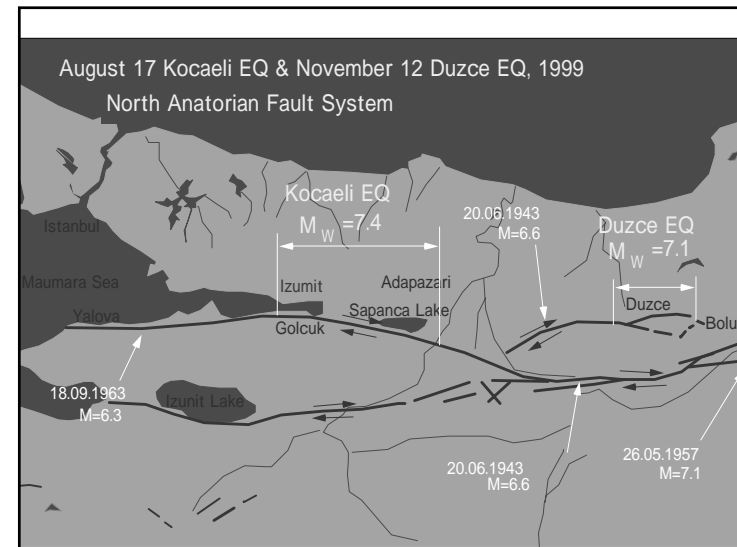 August 17 Kocaeli EQ & November 12 Duzce EQ, 1999
North Anatorian Fault System
Kocaeli EQ
M W =7.4
20.06.1943
M=6.6
Duzce EQ
M W =7.1
Istanbul
Maumara Sea
Izumit
Adapazari
Yalova
Golcuk
Sapanca Lake
Duzce
Bolu
18.09.1963
M=6.3
Izunit Lake
20.06.1943
M=6.6
26.05.1957
M=7.1